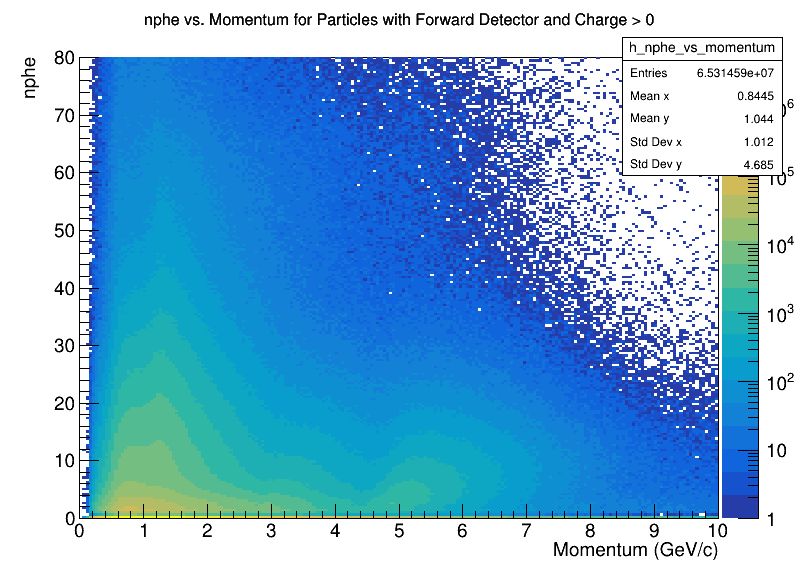 nphe vs. Momentum for Particles with Forward Detector and Charge > 0
h_nphe_vs_momentum
Entries 6.531459e+07
Mean x 0.8445
Mean y 1.044
Std Dev x 1.012
Std Dev y 4.685
nphe
80
70
60
50
40
30
20
10
0
0 1 2 3 4 5 6 7 8 9 10
Momentum (GeV/c)
10^5
10^4
10^3
10^2
10
1